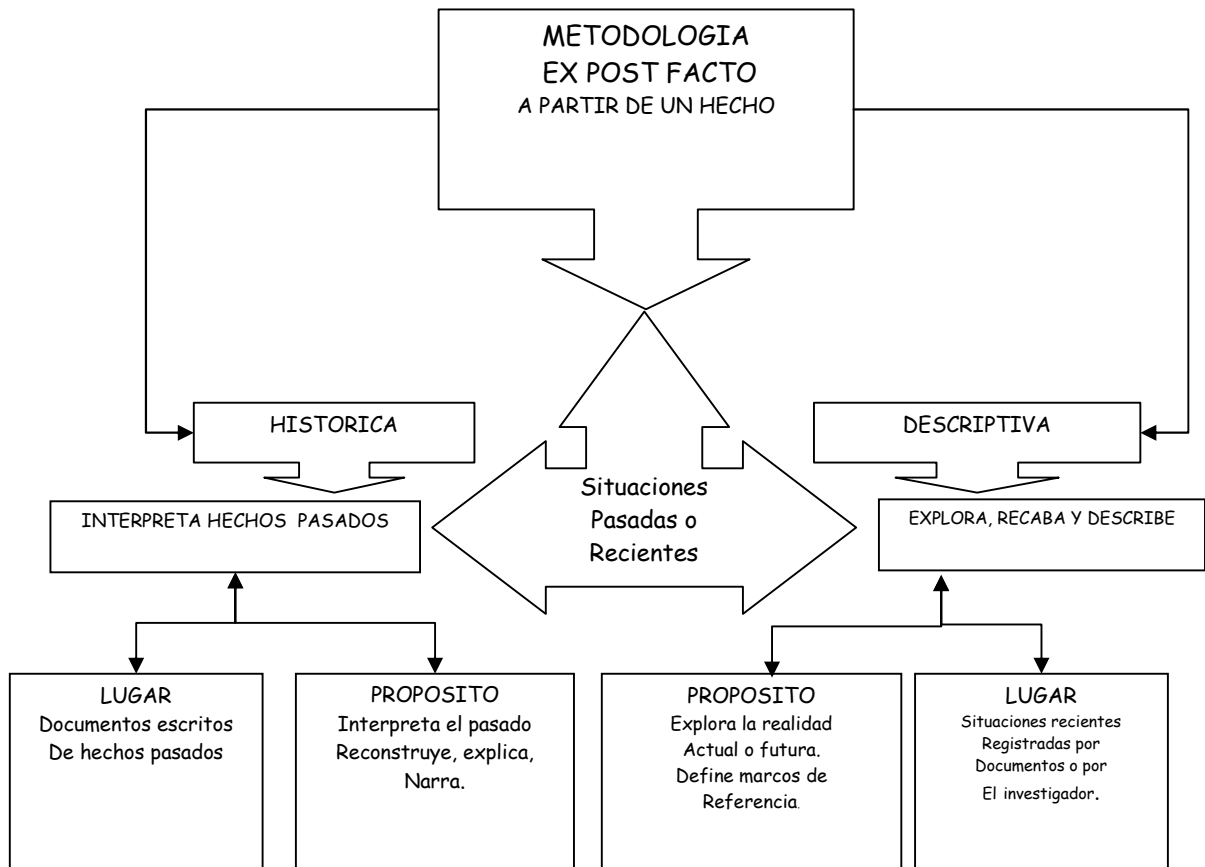 METODOLOGIA
EX POST FACTO
A PARTIR DE UN HECHO
HISTORICA
DESCRIPTIVA
Situaciones
Pasadas o
Recientes
INTERPRETA HECHOS PASADOS
EXPLORA, RECABA Y DESCRIBE
LUGAR
Documentos escritos
De hechos pasados
PROPOSITO
Interpreta el pasado
Reconstruye, explica,
Narra.
PROPOSITO
Explora la realidad
Actual o futura.
Define marcos de
Referencia.
LUGAR
Situaciones recientes
Registradas por
Documentos o por
El investigador.